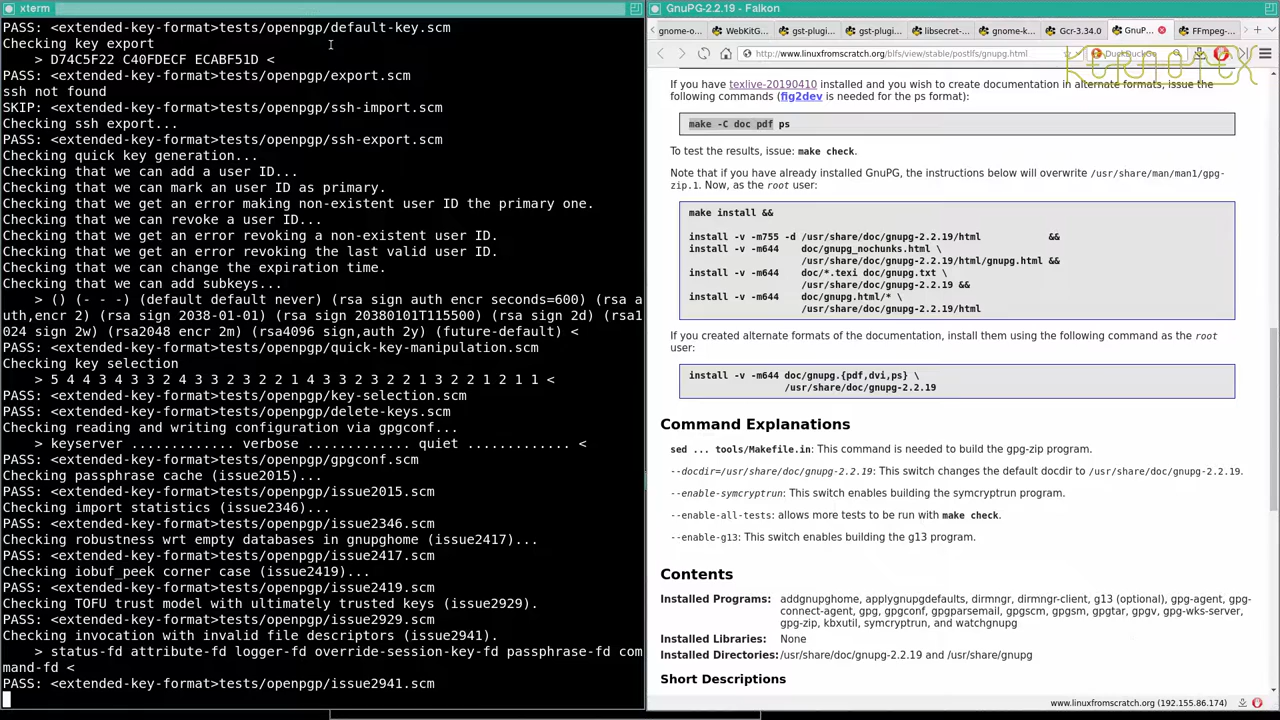 xterm
PASS: <extended-key-format>tests/openpgp/default-key.scm
Checking key export
> D74C5F22 C40FDECF ECABF51D <
PASS: <extended-key-format>tests/openpgp/export.scm
ssh not found
SKIP: <extended-key-format>tests/openpgp/ssh-import.scm
Checking ssh export...
PASS: <extended-key-format>tests/openpgp/ssh-export.scm
Checking quick key generation...
Checking that we can add a user ID...
Checking that we can mark an user ID as primary.
Checking that we get an error making non-existent user ID the primary one.
Checking that we can revoke a user ID...
Checking that we get an error revoking a non-existent user ID.
Checking that we get an error revoking the last valid user ID.
Checking that we can change the expiration time.
Checking that we can add subkeys...
> () (- - -) (default default never) (rsa sign auth encr seconds=600) (rsa a
uth,encr 2) (rsa sign 2038-01-01) (rsa sign 20380101T115500) (rsa sign 2d) (rsa1
024 sign 2w) (rsa2048 encr 2m) (rsa4096 sign,auth 2y) (future-default) <
PASS: <extended-key-format>tests/openpgp/quick-key-manipulation.scm
Checking key selection
> 5 4 4 3 4 3 3 2 4 3 3 2 3 2 2 1 4 3 3 2 3 2 2 1 3 2 2 1 2 1 1 <
PASS: <extended-key-format>tests/openpgp/key-selection.scm
PASS: <extended-key-format>tests/openpgp/delete-keys.scm
Checking reading and writing configuration via gpgconf...
> keyserver ............. verbose ............. quiet ............. <
PASS: <extended-key-format>tests/openpgp/gpgconf.scm
Checking passphrase cache (issue2015)...
PASS: <extended-key-format>tests/openpgp/issue2015.scm
Checking import statistics (issue2346)...
PASS: <extended-key-format>tests/openpgp/issue2346.scm
Checking robustness wrt empty databases in gnupghome (issue2417)...
PASS: <extended-key-format>tests/openpgp/issue2417.scm
Checking iobuf_peek corner case (issue2419)...
PASS: <extended-key-format>tests/openpgp/issue2419.scm
Checking TOFU trust model with ultimately trusted keys (issue2929).
PASS: <extended-key-format>tests/openpgp/issue2929.scm
Checking invocation with invalid file descriptors (issue2941).
> status-fd attribute-fd logger-fd override-session-key-fd passphrase-fd com
mand-fd <
PASS: <extended-key-format>tests/openpgp/issue2941.scm
GnuPG-2.2.19 - Falkon
gnome-o... WebKitG... gst-plugi... gst-plugi... libsecret-... gnome-k... Gcr-3.34.0 GnuP... FFmpeg-...
http://www.linuxfromscratch.org/blfs/view/stable/postlfs/gnupg.html DuckDuckGo
KERNOTEX
If you have texlive-20190410 installed and you wish to create documentation in alternate formats, issue the
following commands (fig2dev is needed for the ps format):
make -C doc pdf ps
To test the results, issue: make check.
Note that if you have already installed GnuPG, the instructions below will overwrite /usr/share/man/man1/gpg-
zip.1. Now, as the root user:
make install &&
install -v -m755 -d /usr/share/doc/gnupg-2.2.19/html &&
install -v -m644 doc/gnupg_nochunks.html \
/usr/share/doc/gnupg-2.2.19/html/gnupg.html &&
install -v -m644 doc/*.texi doc/gnupg.txt \
/usr/share/doc/gnupg-2.2.19 &&
install -v -m644 doc/gnupg.html/* \
/usr/share/doc/gnupg-2.2.19/html
If you created alternate formats of the documentation, install them using the following command as the root
user:
install -v -m644 doc/gnupg.{pdf,dvi,ps} \
/usr/share/doc/gnupg-2.2.19
Command Explanations
sed ... tools/Makefile.in: This command is needed to build the gpg-zip program.
--docdir=/usr/share/doc/gnupg-2.2.19: This switch changes the default docdir to /usr/share/doc/gnupg-2.2.19.
--enable-symcryptrun: This switch enables building the symcryptrun program.
--enable-all-tests: allows more tests to be run with make check.
--enable-g13: This switch enables building the g13 program.
Contents
Installed Programs: addgnupghome, applygnupgdefaults, dirmngr, dirmngr-client, g13 (optional), gpg-agent, gpg-
connect-agent, gpg, gpgconf, gpgparsemail, gpgscm, gpgsm, gpgtar, gpgv, gpg-wks-server,
gpg-zip, kbxutil, symcryptrun, and watchgnupg
Installed Libraries: None
Installed Directories: /usr/share/doc/gnupg-2.2.19 and /usr/share/gnupg
Short Descriptions
www.linuxfromscratch.org (192.155.86.174)